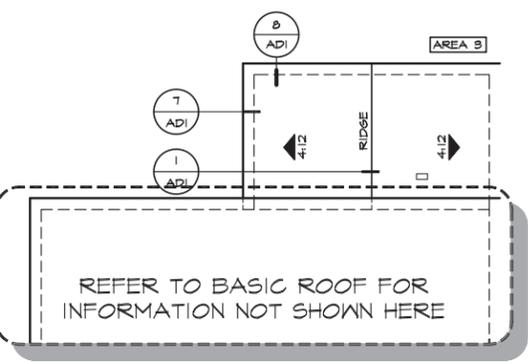 8
ADI
AREA 3
7
ADI
RIDGE
4:12
4:12
1
ADI
REFER TO BASIC ROOF FOR
INFORMATION NOT SHOWN HERE